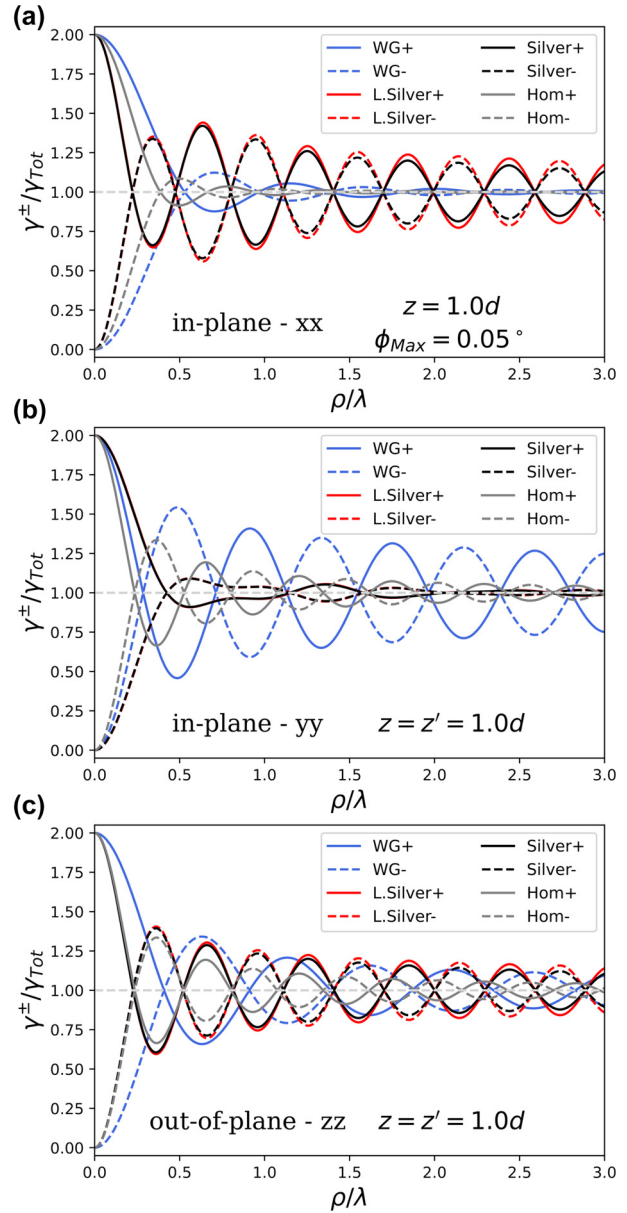 (a)
2.00
1.75
1.50
1.25
1.00
0.75
0.50
0.25
0.00
γ±/γTot
WG+
WG-
L.Silver+
L.Silver-
Silver+
Silver-
Hom+
Hom-
in-plane - xx
z = 1.0d
ϕMax = 0.05°
0.0 0.5 1.0 1.5 2.0 2.5 3.0
ρ/λ
(b)
2.00
1.75
1.50
1.25
1.00
0.75
0.50
0.25
0.00
γ±/γTot
WG+
WG-
L.Silver+
L.Silver-
Silver+
Silver-
Hom+
Hom-
in-plane - yy z = z′ = 1.0d
0.0 0.5 1.0 1.5 2.0 2.5 3.0
ρ/λ
(c)
2.00
1.75
1.50
1.25
1.00
0.75
0.50
0.25
0.00
γ±/γTot
WG+
WG-
L.Silver+
L.Silver-
Silver+
Silver-
Hom+
Hom-
out-of-plane - zz z = z′ = 1.0d
0.0 0.5 1.0 1.5 2.0 2.5 3.0
ρ/λ